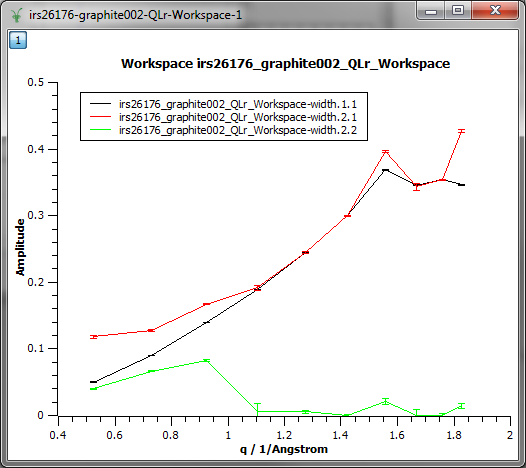 irs26176-graphite002-QLr-Workspace-1
1
Workspace irs26176_graphite002_QLr_Workspace
irs26176_graphite002_QLr_Workspace-width.1.1
irs26176_graphite002_QLr_Workspace-width.2.1
irs26176_graphite002_QLr_Workspace-width.2.2
Amplitude
0.5
0.4
0.3
0.2
0.1
0
0.4 0.6 0.8 1 1.2 1.4 1.6 1.8 2
q / 1/Angstrom